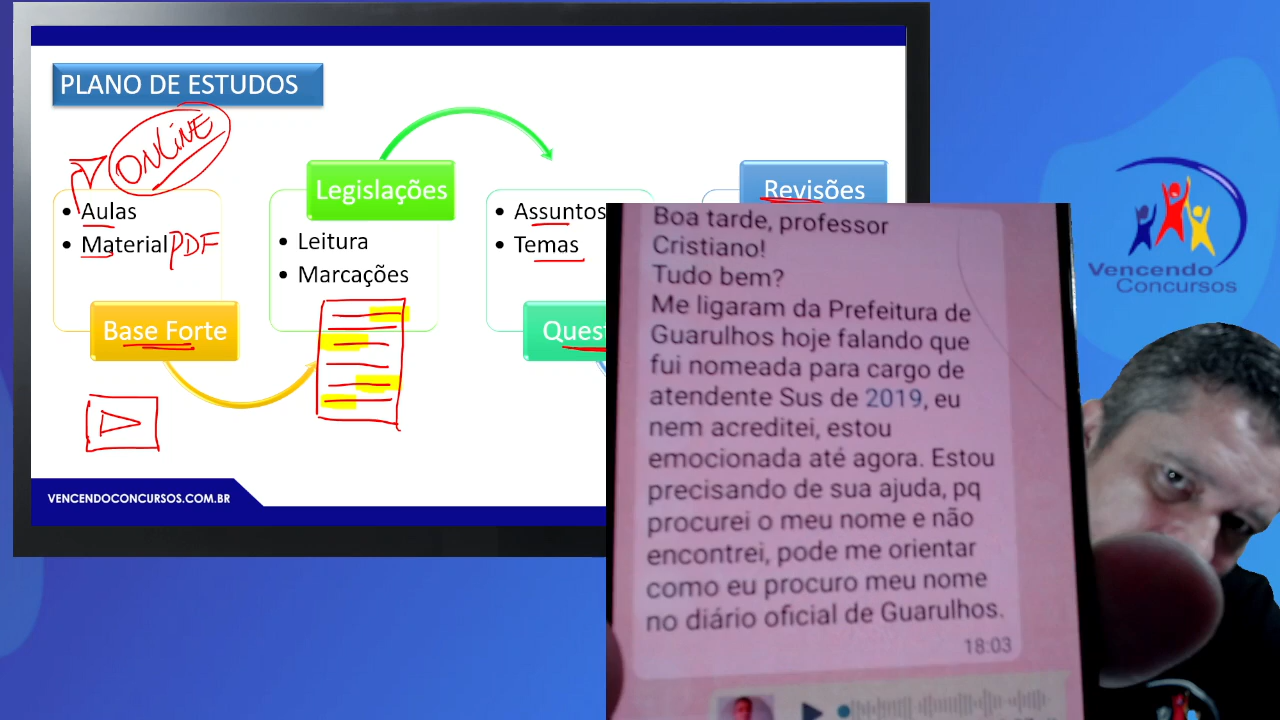 PLANO DE ESTUDOS
ONLINE
• Aulas
• Material PDF
Base Forte
Legislações
• Leitura
• Marcações
• Assuntos
• Temas
Quest
Revisões
VENCENDOCONCURSOS.COM.BR
Vencendo
Concursos
Boa tarde, professor
Cristiano!
Tudo bem?
Me ligaram da Prefeitura de
Guarulhos hoje falando que
fui nomeada para cargo de
atendente Sus de 2019, eu
nem acreditei, estou
emocionada até agora. Estou
precisando de sua ajuda, pq
procurei o meu nome e não
encontrei, pode me orientar
como eu procuro meu nome
no diário oficial de Guarulhos.
18:03